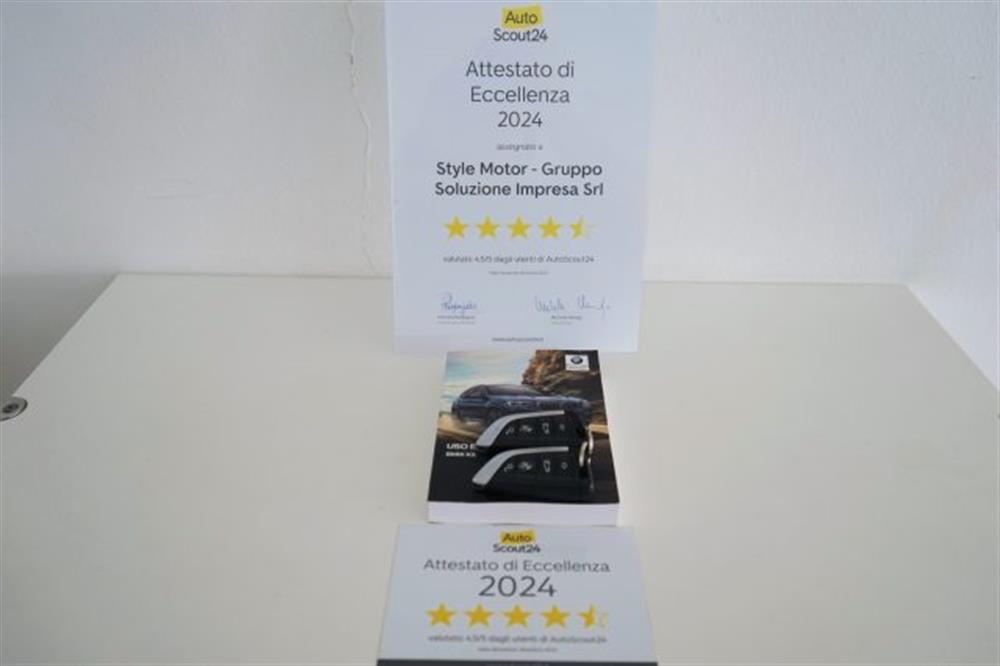 Auto
Scout24
Attestato di
Eccellenza
2024
assegnato a
Style Motor - Gruppo
Soluzione Impresa Srl
valutato 4.5/5 dagli utenti di AutoScout24
USO E
BMW X3
Auto
Scout24
Attestato di Eccellenza
2024
valutato 4.5/5 dagli utenti di AutoScout24